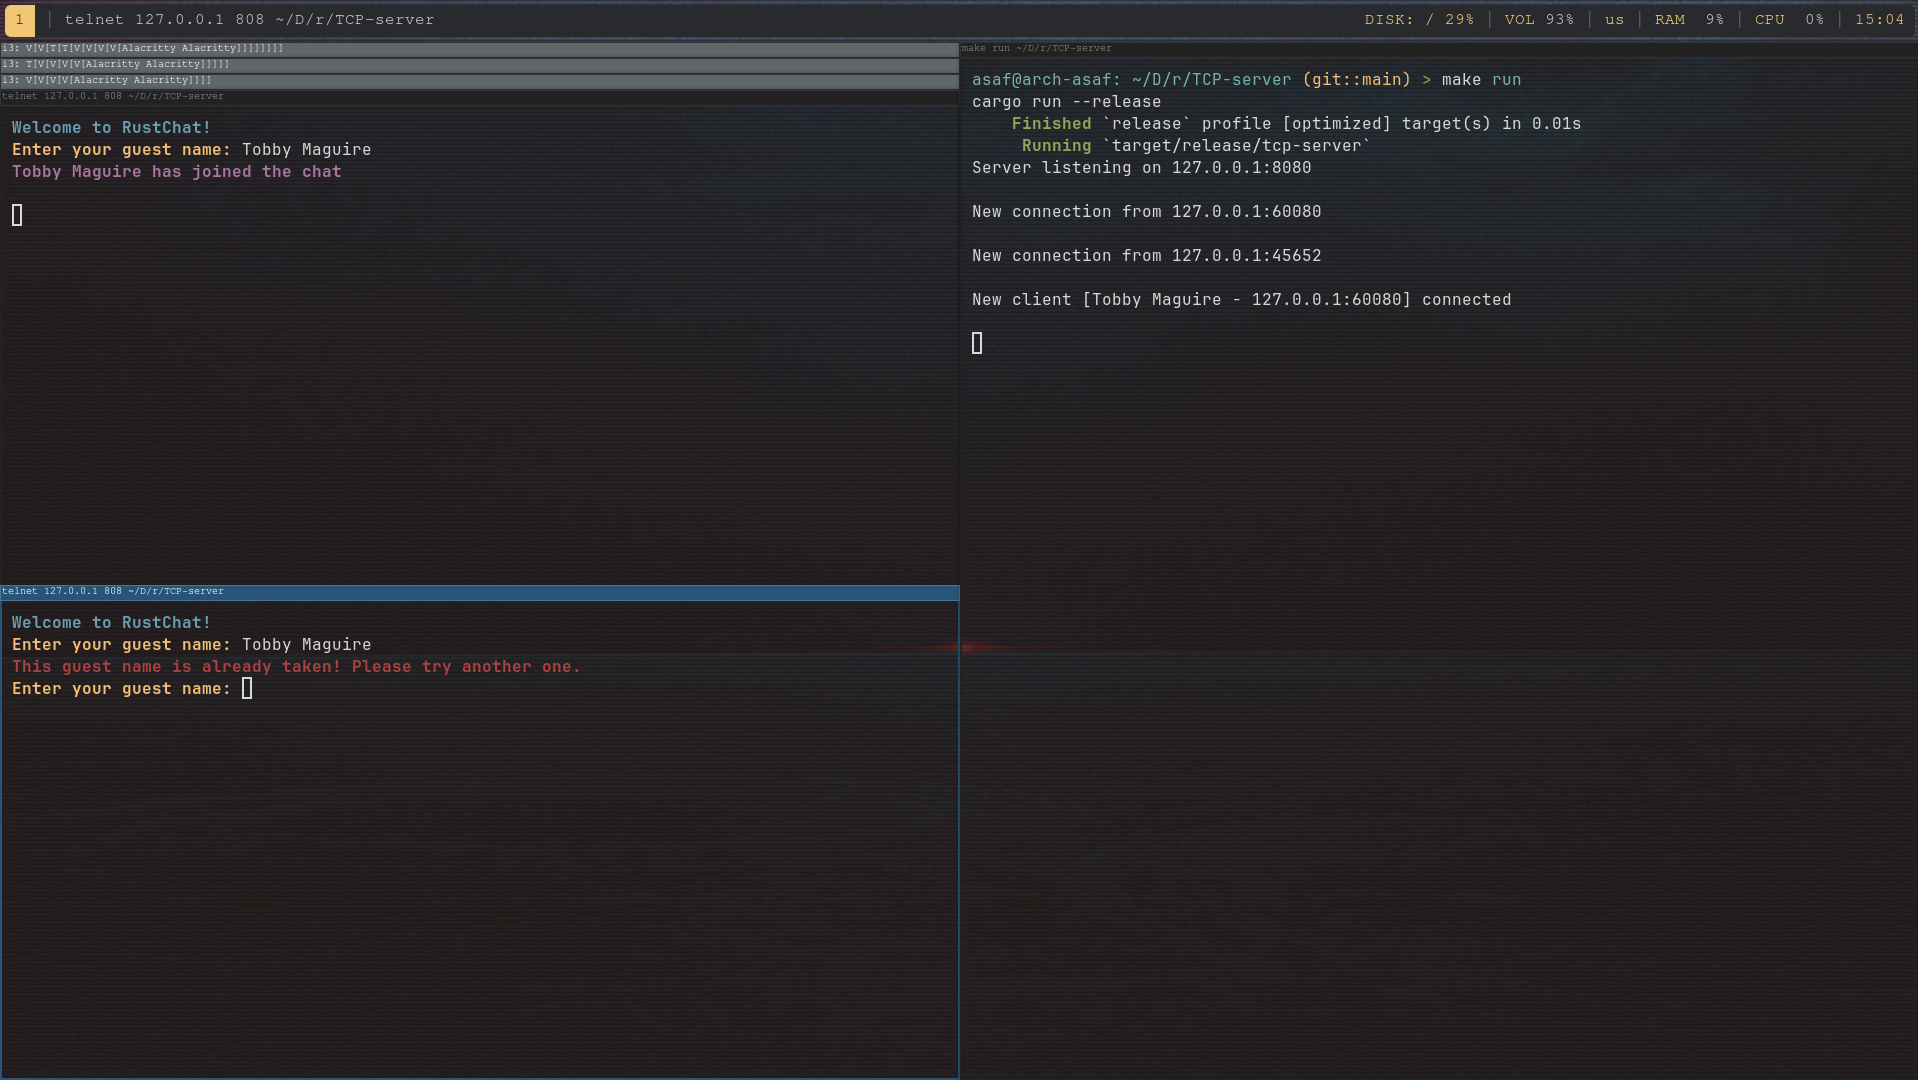 1 | telnet 127.0.0.1 808 ~/D/r/TCP-server DISK: / 29% | VOL 93% | us | RAM 9% | CPU 0% | 15:04
i3: V[V[T[T[V[V[V[V[Alacritty Alacritty]]]]]]]]
i3: T[V[V[V[V[Alacritty Alacritty]]]]]
i3: V[V[V[V[Alacritty Alacritty]]]]
telnet 127.0.0.1 808 ~/D/r/TCP-server
Welcome to RustChat!
Enter your guest name: Tobby Maguire
Tobby Maguire has joined the chat
telnet 127.0.0.1 808 ~/D/r/TCP-server
Welcome to RustChat!
Enter your guest name: Tobby Maguire
This guest name is already taken! Please try another one.
Enter your guest name:
make run ~/D/r/TCP-server
asaf@arch-asaf: ~/D/r/TCP-server (git::main) > make run
cargo run --release
Finished `release` profile [optimized] target(s) in 0.01s
Running `target/release/tcp-server`
Server listening on 127.0.0.1:8080
New connection from 127.0.0.1:60080
New connection from 127.0.0.1:45652
New client [Tobby Maguire - 127.0.0.1:60080] connected